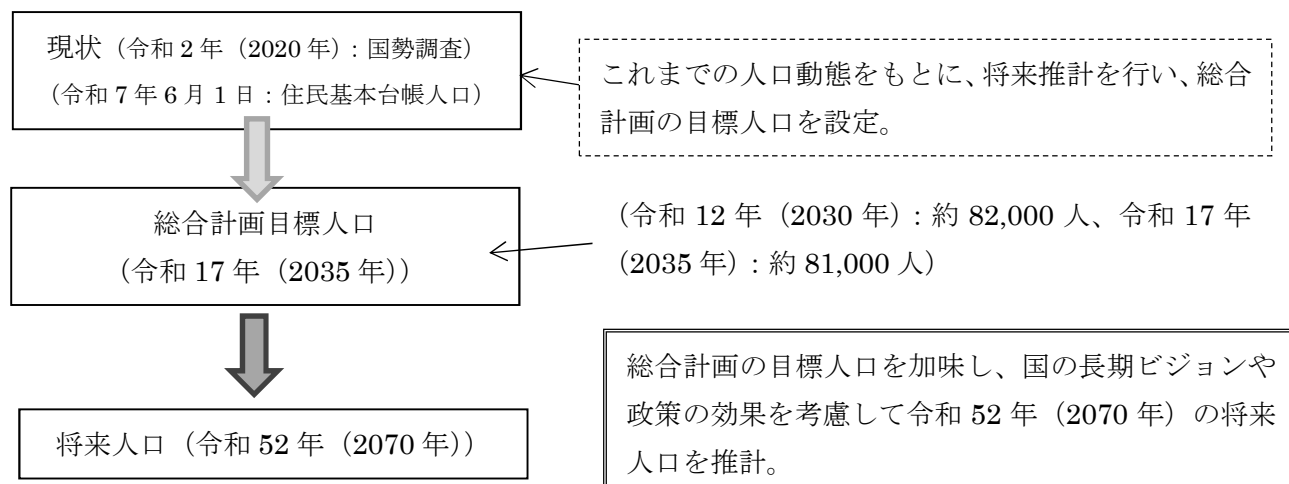 現状（令和 2 年（2020 年）: 国勢調査）
（令和 7 年 6 月 1 日 : 住民基本台帳人口）
これまでの人口動態をもとに、将来推計を行い、総合
計画の目標人口を設定。
総合計画目標人口
（令和 17 年（2035 年））
（令和 12 年（2030 年）: 約 82,000 人、令和 17 年
（2035 年）: 約 81,000 人）
将来人口（令和 52 年（2070 年））
総合計画の目標人口を加味し、国の長期ビジョンや
政策の効果を考慮して令和 52 年（2070 年）の将来
人口を推計。